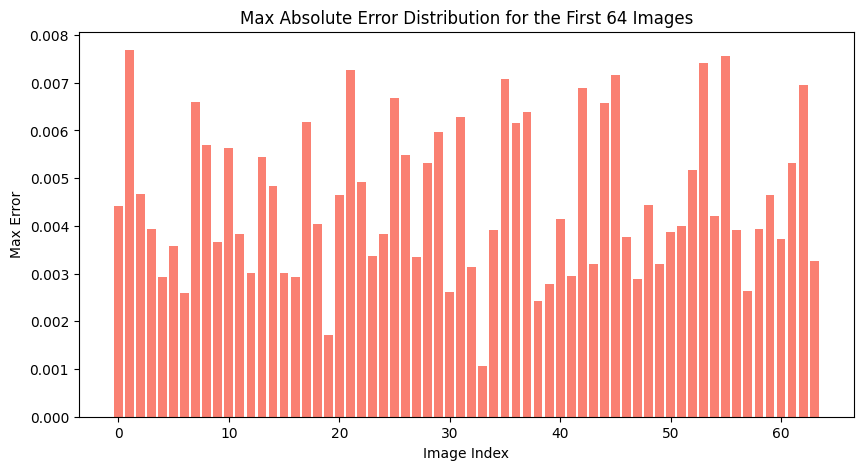 Max Absolute Error Distribution for the First 64 Images
0.008
0.007
0.006
0.005
0.004
0.003
0.002
0.001
0.000
Max Error
0 10 20 30 40 50 60
Image Index